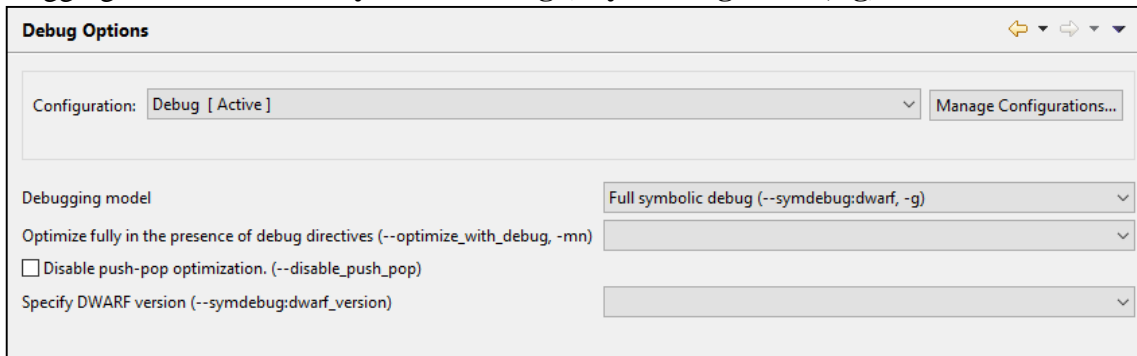 Debug Options
Configuration: Debug [ Active ] Manage Configurations...
Debugging model Full symbolic debug (--symdebug:dwarf, -g)
Optimize fully in the presence of debug directives (--optimize_with_debug, -mn)
Disable push-pop optimization. (--disable_push_pop)
Specify DWARF version (--symdebug:dwarf_version)